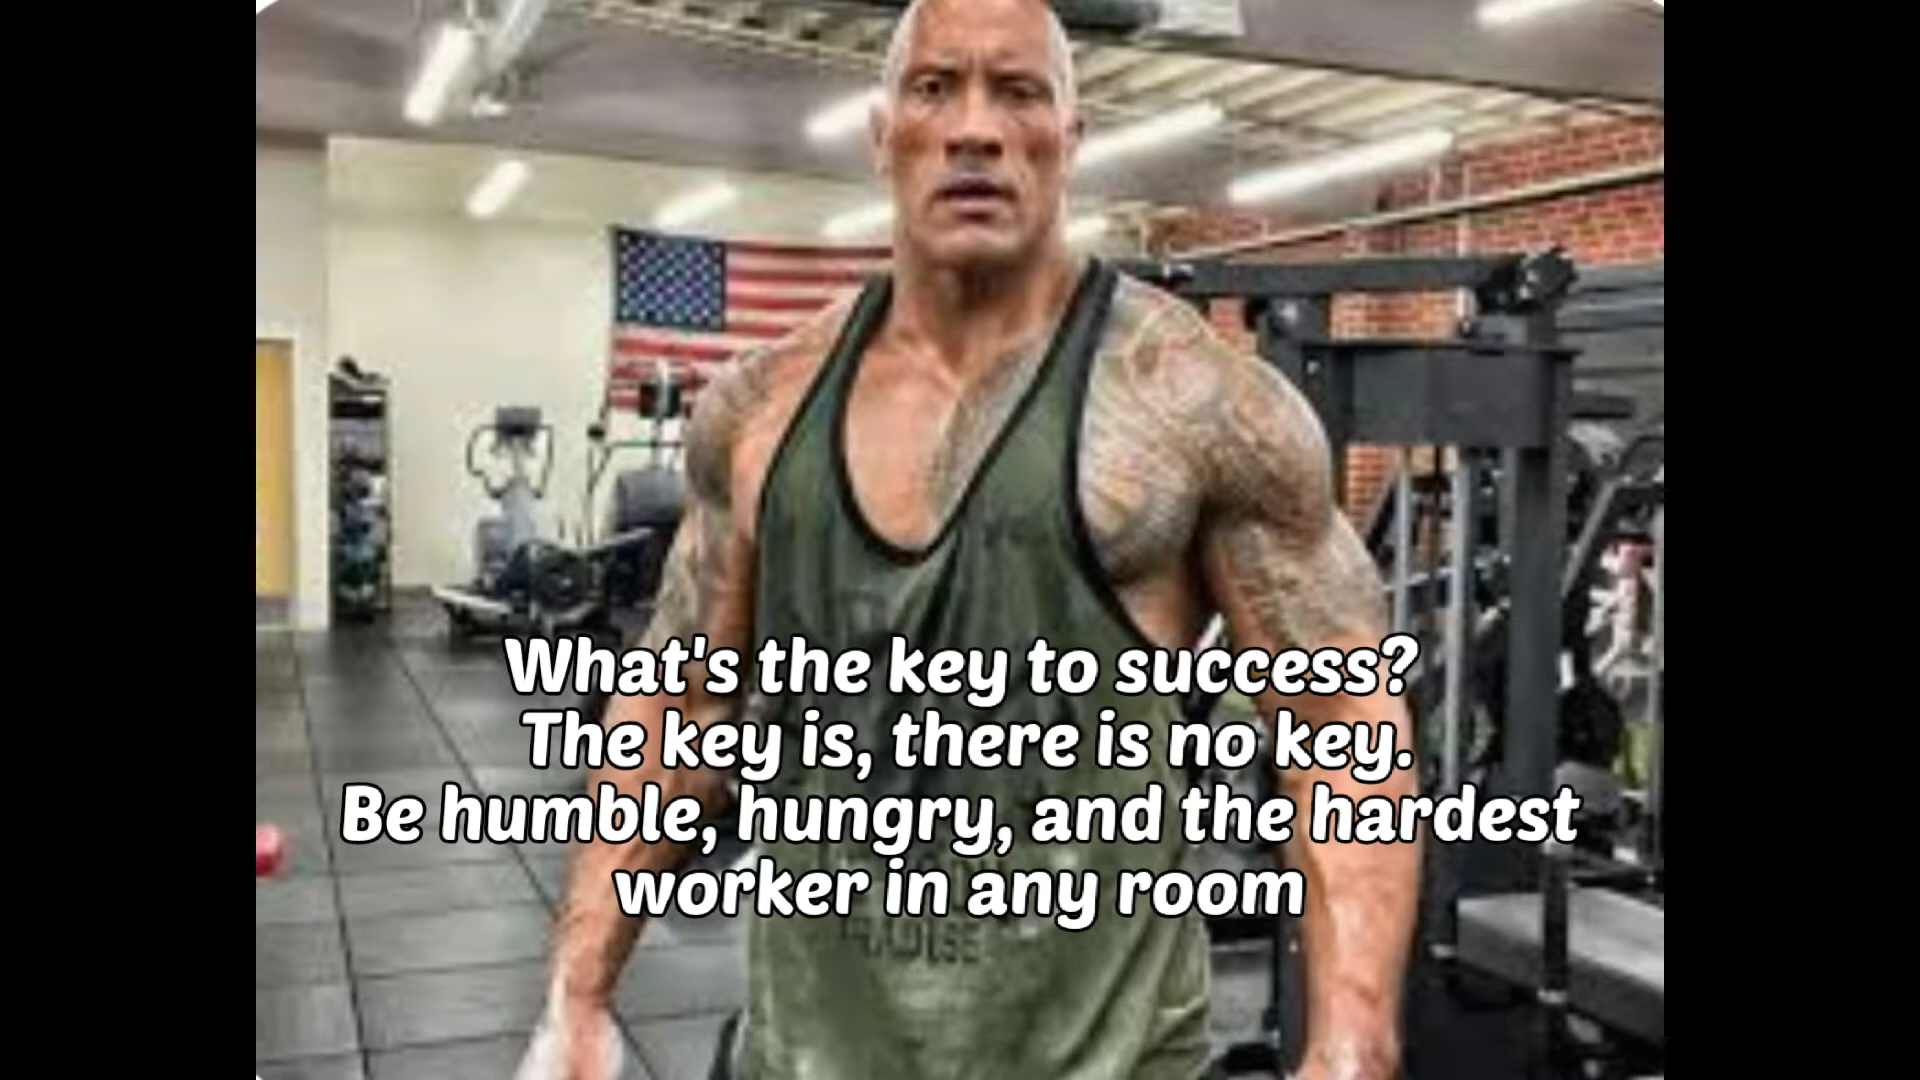 What's the key to success?
The key is, there is no key.
Be humble, hungry, and the hardest
worker in any room